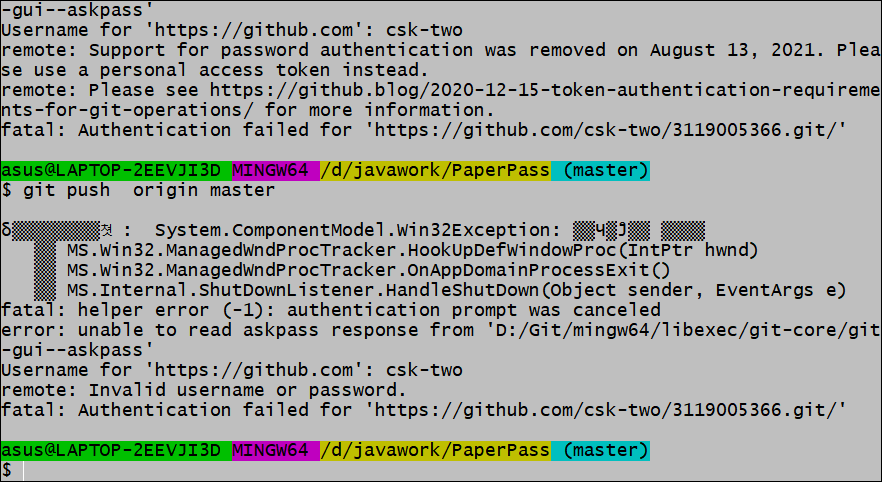 -gui--askpass'
Username for 'https://github.com': csk-two
remote: Support for password authentication was removed on August 13, 2021. Plea
se use a personal access token instead.
remote: Please see https://github.blog/2020-12-15-token-authentication-requireme
nts-for-git-operations/ for more information.
fatal: Authentication failed for 'https://github.com/csk-two/3119005366.git/'
asus@LAPTOP-2EEVJI3D MINGW64 /d/javawork/PaperPass (master)
$ git push  origin master
: System.ComponentModel.Win32Exception:
MS.Win32.ManagedWndProcTracker.HookUpDefWindowProc(IntPtr hwnd)
MS.Win32.ManagedWndProcTracker.OnAppDomainProcessExit()
MS.Internal.ShutDownListener.HandleShutDown(Object sender, EventArgs e)
fatal: helper error (-1): authentication prompt was canceled
error: unable to read askpass response from 'D:/Git/mingw64/libexec/git-core/git
-gui--askpass'
Username for 'https://github.com': csk-two
remote: Invalid username or password.
fatal: Authentication failed for 'https://github.com/csk-two/3119005366.git/'
asus@LAPTOP-2EEVJI3D MINGW64 /d/javawork/PaperPass (master)
$